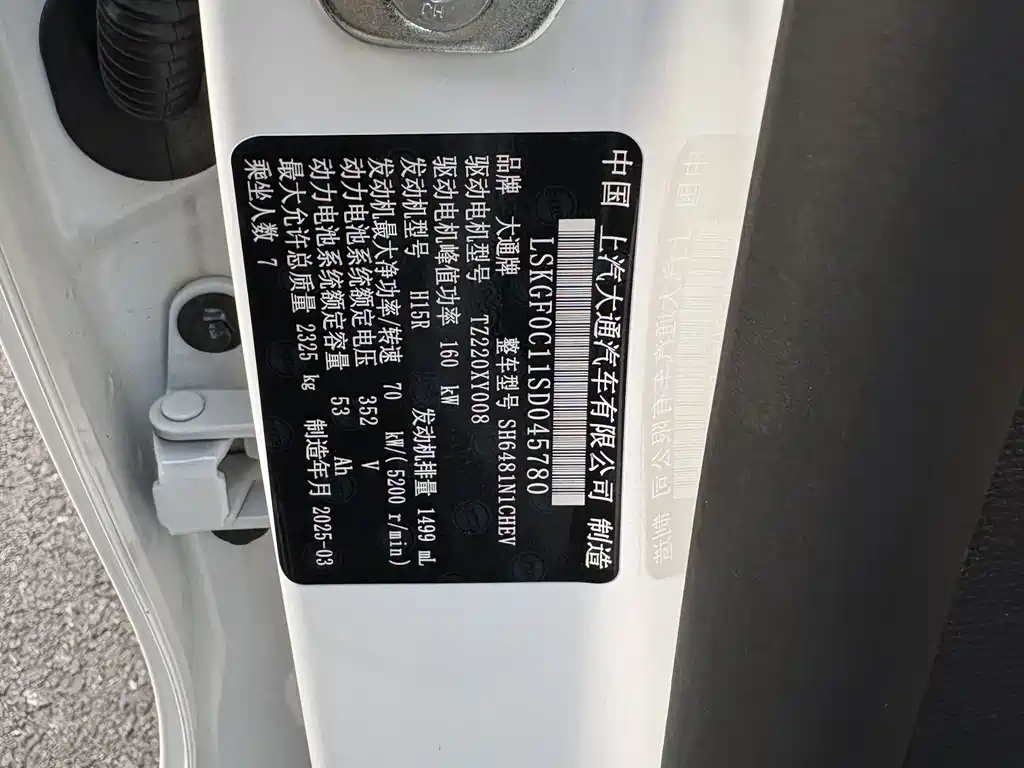 中国 上汽大通汽车有限公司 制造
LSKGF0C11SD045780
品牌 大通牌 整车型号 SH6481N1CHEV
驱动电机型号 TZ220XY008
驱动电机峰值功率 160 kW
发动机型号 H15R 发动机排量 1499 mL
发动机最大净功率/转速 70 kW/(5200 r/min)
动力电池系统额定电压 352 V
动力电池系统额定容量 53 Ah
最大允许总质量 2325 kg 制造年月 2025-03
乘坐人数 7